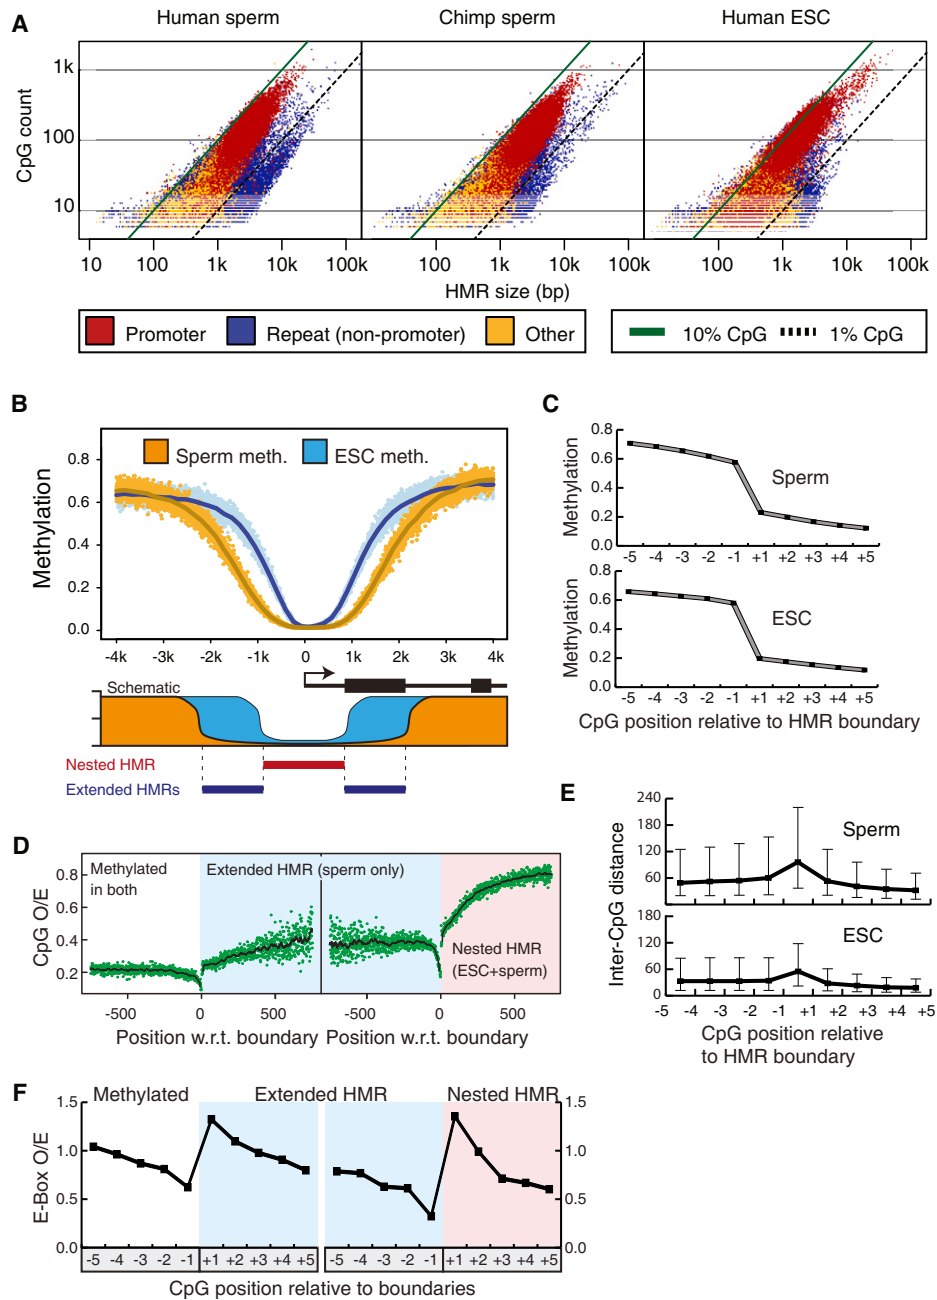 A
Human sperm
Chimp sperm
Human ESC
CpG count
1k
100
10
10 100 1k 10k 100k
100 1k 10k 100k
100 1k 10k 100k
HMR size (bp)
Promoter
Repeat (non-promoter)
Other
10% CpG
1% CpG
B
Sperm meth.
ESC meth.
Methylation
0.8
0.6
0.4
0.2
0.0
-4k -3k -2k -1k 0 1k 2k 3k 4k
Schematic
Nested HMR
Extended HMRs
C
Methylation
0.8
0.6
0.4
0.2
0.0
Sperm
-5 -4 -3 -2 -1 +1 +2 +3 +4 +5
Methylation
0.8
0.6
0.4
0.2
0.0
ESC
-5 -4 -3 -2 -1 +1 +2 +3 +4 +5
CpG position relative to HMR boundary
D
CpG O/E
0.8
0.6
0.4
0.2
Methylated
in both
Extended HMR (sperm only)
Nested HMR
(ESC+sperm)
-500 0 500 -500 0 500
Position w.r.t. boundary
Position w.r.t. boundary
E
Inter-CpG distance
240
180
120
60
Sperm
180
120
60
0
ESC
-5 -4 -3 -2 -1 +1 +2 +3 +4 +5
CpG position relative
to HMR boundary
F
Methylated
Extended HMR
Nested HMR
E-Box O/E
1.5
1.0
0.5
0.0
1.5
1.0
0.5
0.0
-5 -4 -3 -2 -1 +1 +2 +3 +4 +5
-5 -4 -3 -2 -1 +1 +2 +3 +4 +5
CpG position relative to boundaries